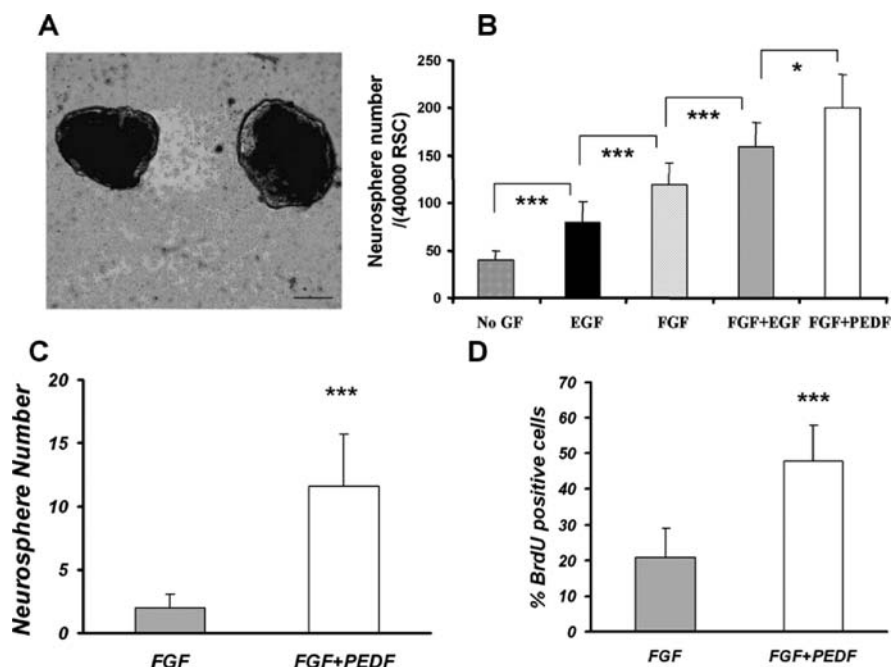 A
B
Neurosphere number
/(40000 RSC)
250
200
150
100
50
0
***
***
***
*
No GF EGF FGF FGF+EGF FGF+PEDF
C
Neurosphere Number
20
15
10
5
0
***
FGF FGF+PEDF
D
% BrdU positive cells
70
60
50
40
30
20
10
0
***
FGF FGF+PEDF